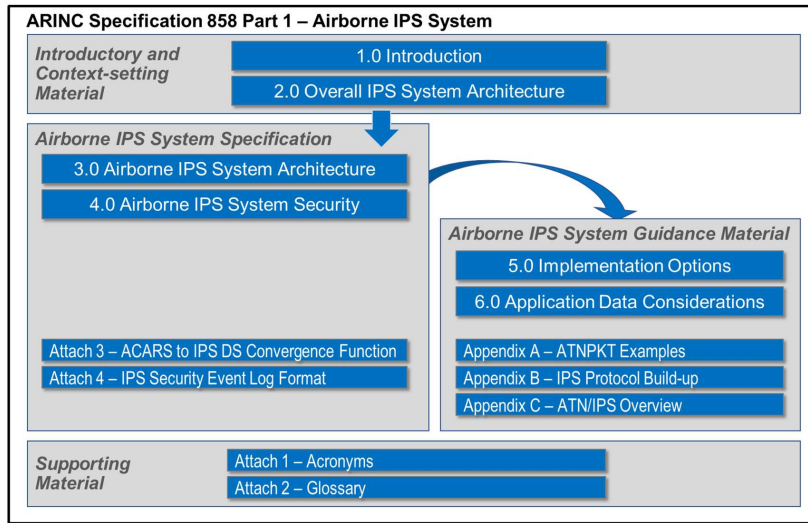 ARINC Specification 858 Part 1 – Airborne IPS System
Introductory and
Context-setting
Material
1.0 Introduction
2.0 Overall IPS System Architecture
Airborne IPS System Specification
3.0 Airborne IPS System Architecture
4.0 Airborne IPS System Security
Attach 3 – ACARS to IPS DS Convergence Function
Attach 4 – IPS Security Event Log Format
Airborne IPS System Guidance Material
5.0 Implementation Options
6.0 Application Data Considerations
Appendix A – ATNPKT Examples
Appendix B – IPS Protocol Build-up
Appendix C – ATN/IPS Overview
Supporting
Material
Attach 1 – Acronyms
Attach 2 – Glossary